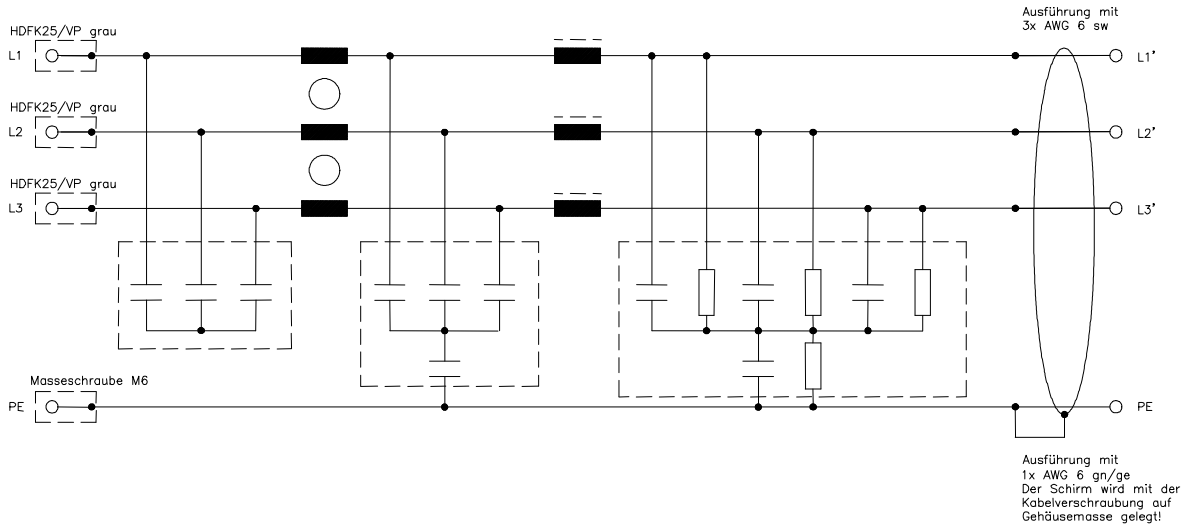 Ausführung mit
3x AWG 6 sw
HDFK25/VP grau
L1
L1'
HDFK25/VP grau
L2
L2'
HDFK25/VP grau
L3
L3'
Masseschraube M6
PE
PE
Ausführung mit
1x AWG 6 gn/ge
Der Schirm wird mit der
Kabelverschraubung auf
Gehäusemasse gelegt!